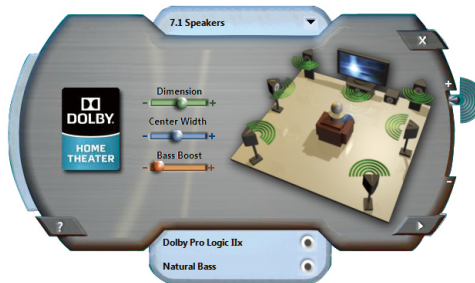 7.1 Speakers
X
DOLBY.
HOME
THEATER
Dimension
- +
Center Width
- +
Bass Boost
- +
+
-
?
Dolby Pro Logic IIx
Natural Bass